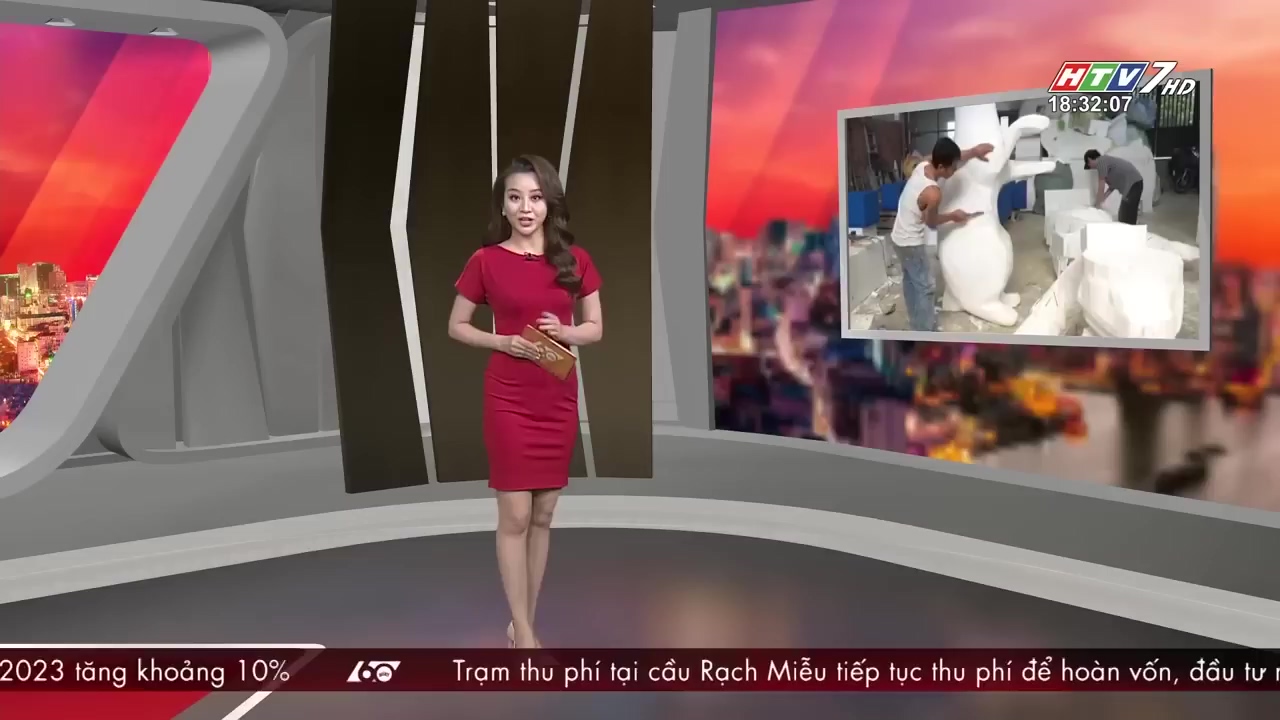 HTV7 HD
18:32:07
2023 tăng khoảng 10% 60 Trạm thu phí tại cầu Rạch Miễu tiếp tục thu phí để hoàn vốn, đầu tư